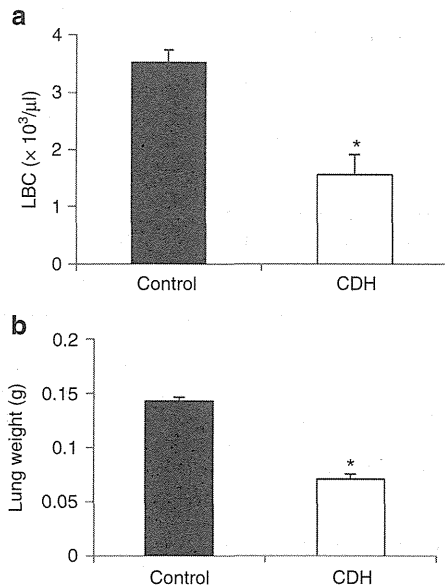 a
LBC (× 10³/μl)
4
3
2
1
0
*
Control
CDH
b
Lung weight (g)
0.2
0.15
0.1
0.05
0
*
Control
CDH